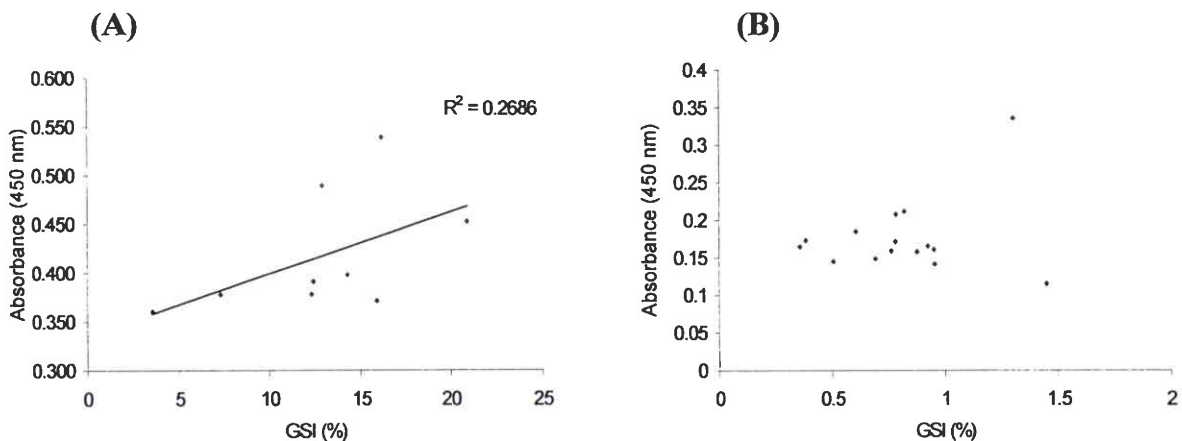 (A)
Absorbance (450 nm)
0.600
0.550
0.500
0.450
0.400
0.350
0.300
R² = 0.2686
0 5 10 15 20 25
GSI (%)
(B)
Absorbance (450 nm)
0.4
0.35
0.3
0.25
0.2
0.15
0.1
0.05
0
0 0.5 1 1.5 2
GSI (%)